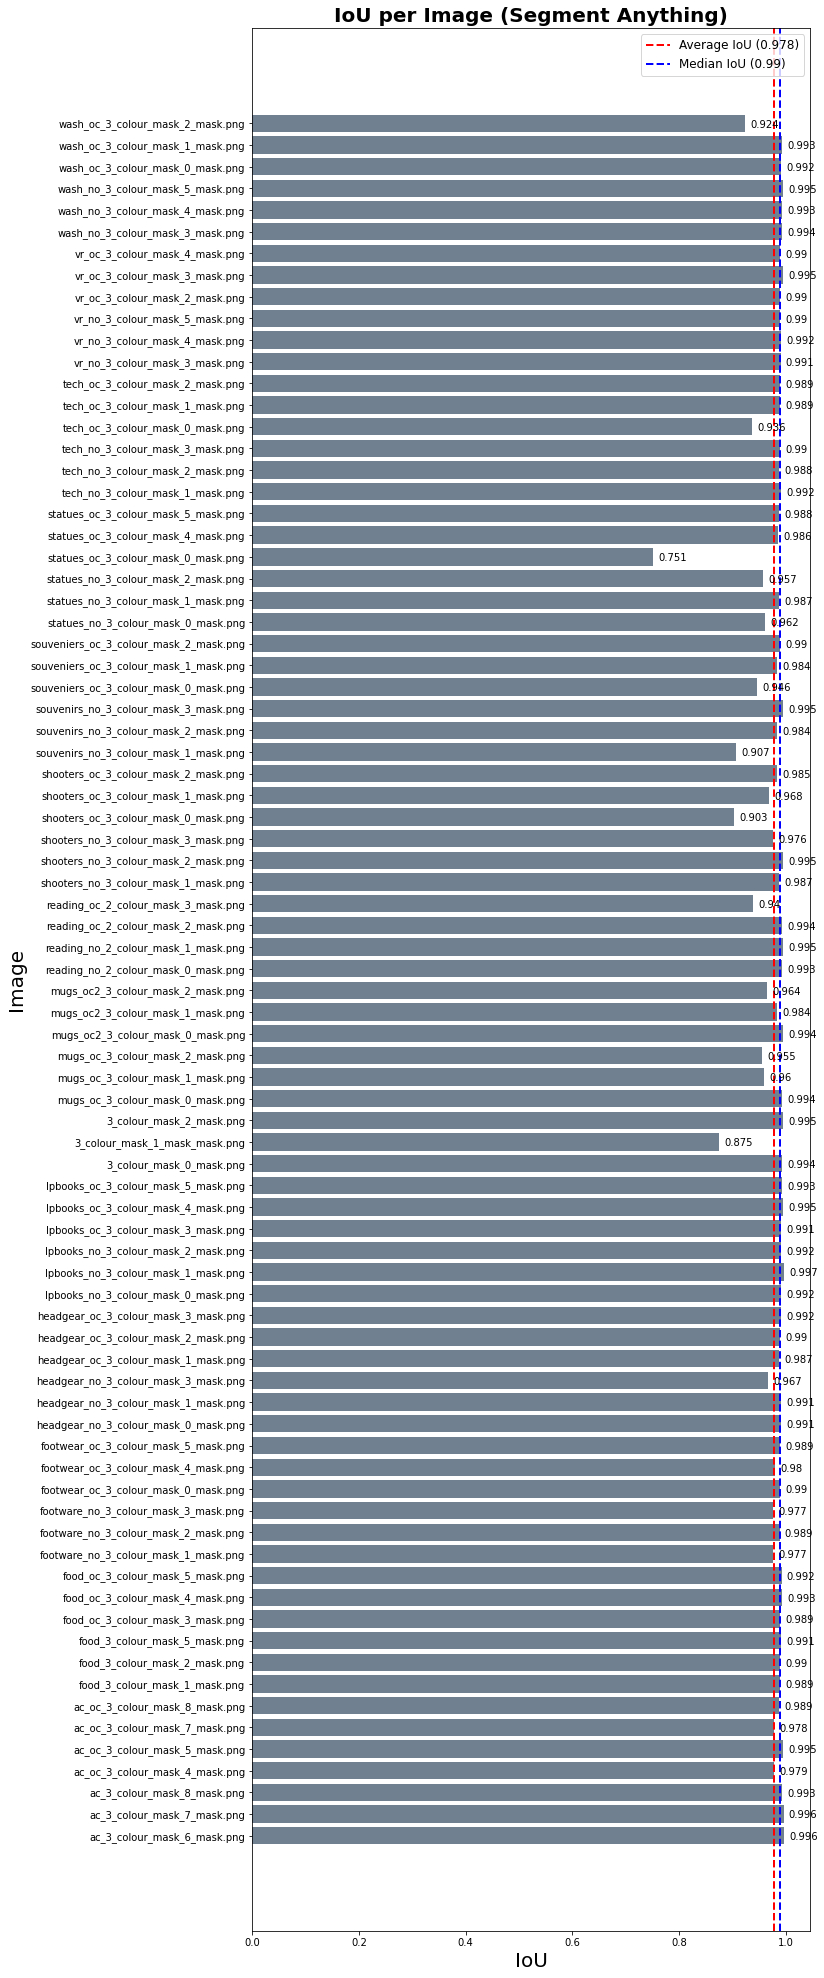 IoU per Image (Segment Anything)
Average IoU (0.978)
Median IoU (0.99)
wash_oc_3_colour_mask_2_mask.png 0.924
wash_oc_3_colour_mask_1_mask.png 0.993
wash_oc_3_colour_mask_0_mask.png 0.992
wash_no_3_colour_mask_5_mask.png 0.995
wash_no_3_colour_mask_4_mask.png 0.993
wash_no_3_colour_mask_3_mask.png 0.994
vr_oc_3_colour_mask_4_mask.png 0.99
vr_oc_3_colour_mask_3_mask.png 0.995
vr_oc_3_colour_mask_2_mask.png 0.99
vr_no_3_colour_mask_5_mask.png 0.99
vr_no_3_colour_mask_4_mask.png 0.992
vr_no_3_colour_mask_3_mask.png 0.991
tech_oc_3_colour_mask_2_mask.png 0.989
tech_oc_3_colour_mask_1_mask.png 0.989
tech_oc_3_colour_mask_0_mask.png 0.936
tech_no_3_colour_mask_3_mask.png 0.99
tech_no_3_colour_mask_2_mask.png 0.988
tech_no_3_colour_mask_1_mask.png 0.992
statues_oc_3_colour_mask_5_mask.png 0.988
statues_oc_3_colour_mask_4_mask.png 0.986
statues_oc_3_colour_mask_0_mask.png 0.751
statues_no_3_colour_mask_2_mask.png 0.957
statues_no_3_colour_mask_1_mask.png 0.987
statues_no_3_colour_mask_0_mask.png 0.962
souveniers_oc_3_colour_mask_2_mask.png 0.99
souveniers_oc_3_colour_mask_1_mask.png 0.984
souveniers_oc_3_colour_mask_0_mask.png 0.946
souvenirs_no_3_colour_mask_3_mask.png 0.995
souvenirs_no_3_colour_mask_2_mask.png 0.984
souvenirs_no_3_colour_mask_1_mask.png 0.907
shooters_oc_3_colour_mask_2_mask.png 0.985
shooters_oc_3_colour_mask_1_mask.png 0.968
shooters_oc_3_colour_mask_0_mask.png 0.903
shooters_no_3_colour_mask_3_mask.png 0.976
shooters_no_3_colour_mask_2_mask.png 0.995
shooters_no_3_colour_mask_1_mask.png 0.987
reading_oc_2_colour_mask_3_mask.png 0.94
reading_oc_2_colour_mask_2_mask.png 0.994
reading_no_2_colour_mask_1_mask.png 0.995
reading_no_2_colour_mask_0_mask.png 0.993
mugs_oc2_3_colour_mask_2_mask.png 0.964
mugs_oc2_3_colour_mask_1_mask.png 0.984
mugs_oc2_3_colour_mask_0_mask.png 0.994
mugs_oc_3_colour_mask_2_mask.png 0.955
mugs_oc_3_colour_mask_1_mask.png 0.96
mugs_oc_3_colour_mask_0_mask.png 0.994
3_colour_mask_2_mask.png 0.995
3_colour_mask_1_mask_mask.png 0.875
3_colour_mask_0_mask.png 0.994
lpbooks_oc_3_colour_mask_5_mask.png 0.993
lpbooks_oc_3_colour_mask_4_mask.png 0.995
lpbooks_oc_3_colour_mask_3_mask.png 0.991
lpbooks_no_3_colour_mask_2_mask.png 0.992
lpbooks_no_3_colour_mask_1_mask.png 0.997
lpbooks_no_3_colour_mask_0_mask.png 0.992
headgear_oc_3_colour_mask_3_mask.png 0.992
headgear_oc_3_colour_mask_2_mask.png 0.99
headgear_oc_3_colour_mask_1_mask.png 0.987
headgear_no_3_colour_mask_3_mask.png 0.967
headgear_no_3_colour_mask_1_mask.png 0.991
headgear_no_3_colour_mask_0_mask.png 0.991
footwear_oc_3_colour_mask_5_mask.png 0.989
footwear_oc_3_colour_mask_4_mask.png 0.98
footwear_oc_3_colour_mask_0_mask.png 0.99
footware_no_3_colour_mask_3_mask.png 0.977
footware_no_3_colour_mask_2_mask.png 0.989
footware_no_3_colour_mask_1_mask.png 0.977
food_oc_3_colour_mask_5_mask.png 0.992
food_oc_3_colour_mask_4_mask.png 0.993
food_oc_3_colour_mask_3_mask.png 0.989
food_3_colour_mask_5_mask.png 0.991
food_3_colour_mask_2_mask.png 0.99
food_3_colour_mask_1_mask.png 0.989
ac_oc_3_colour_mask_8_mask.png 0.989
ac_oc_3_colour_mask_7_mask.png 0.978
ac_oc_3_colour_mask_5_mask.png 0.995
ac_oc_3_colour_mask_4_mask.png 0.979
ac_3_colour_mask_8_mask.png 0.993
ac_3_colour_mask_7_mask.png 0.996
ac_3_colour_mask_6_mask.png 0.996
Image
0.0 0.2 0.4 0.6 0.8 1.0
IoU